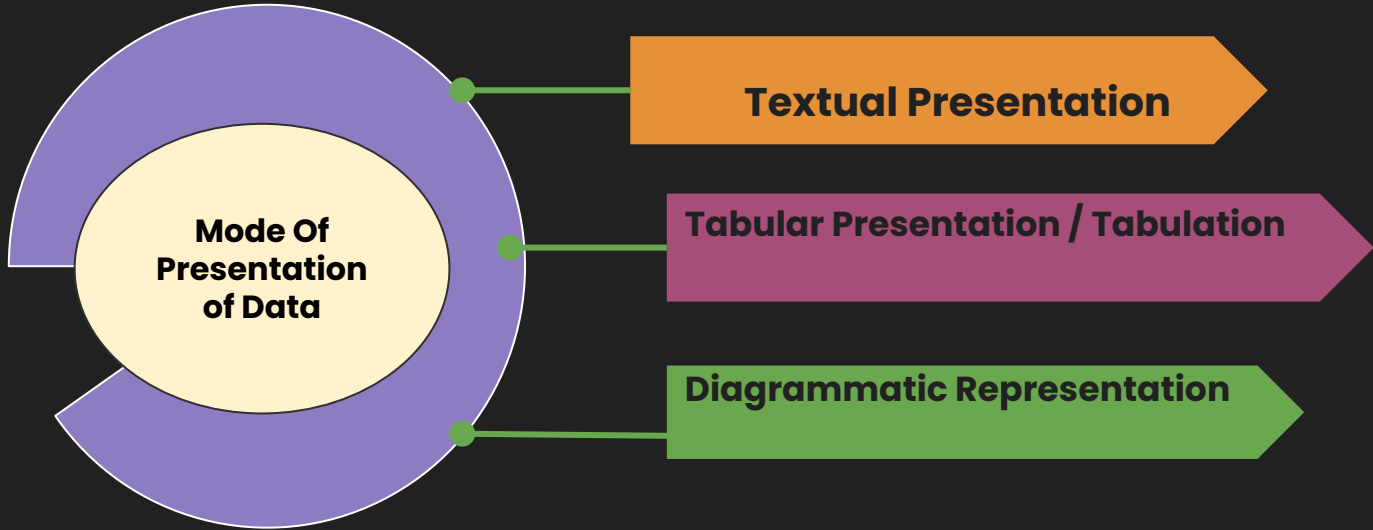 Mode Of
Presentation
of Data
Textual Presentation
Tabular Presentation / Tabulation
Diagrammatic Representation